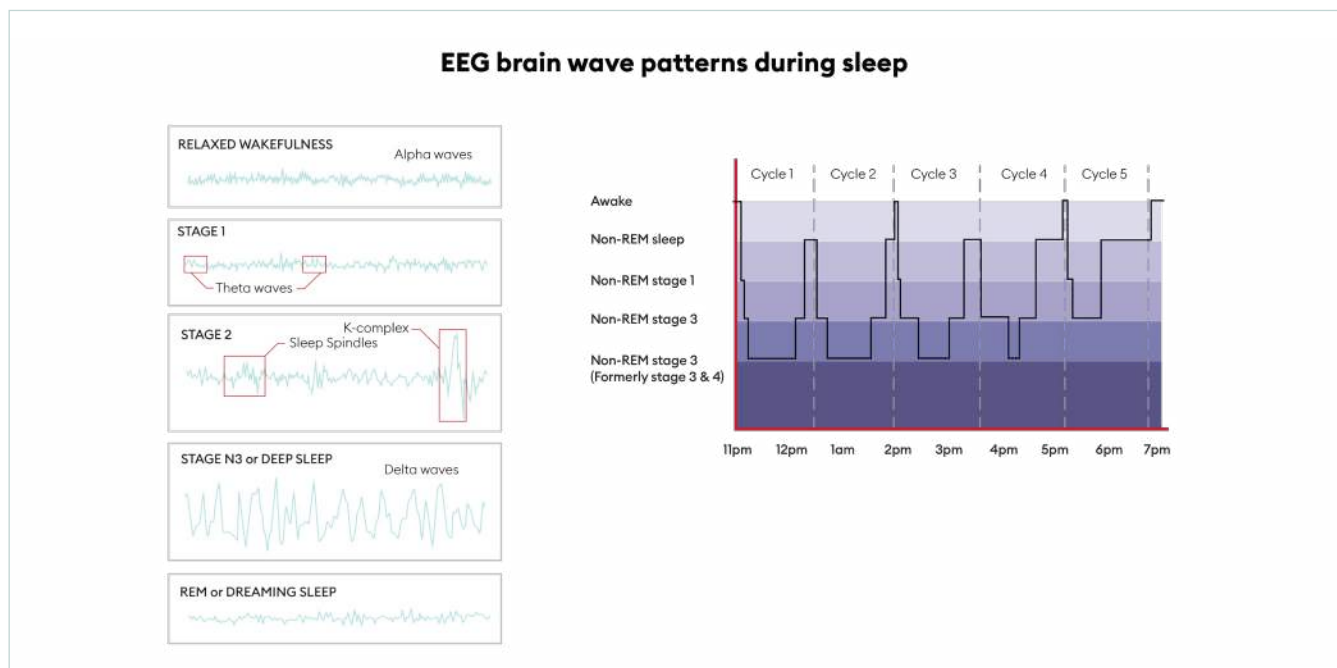 EEG brain wave patterns during sleep
RELAXED WAKEFULNESS
Alpha waves
STAGE 1
Theta waves
STAGE 2
K-complex
Sleep Spindles
STAGE N3 or DEEP SLEEP
Delta waves
REM or DREAMING SLEEP
Cycle 1 Cycle 2 Cycle 3 Cycle 4 Cycle 5
Awake
Non-REM sleep
Non-REM stage 1
Non-REM stage 3
Non-REM stage 3
(Formerly stage 3 & 4)
11pm 12pm 1am 2pm 3pm 4pm 5pm 6pm 7pm